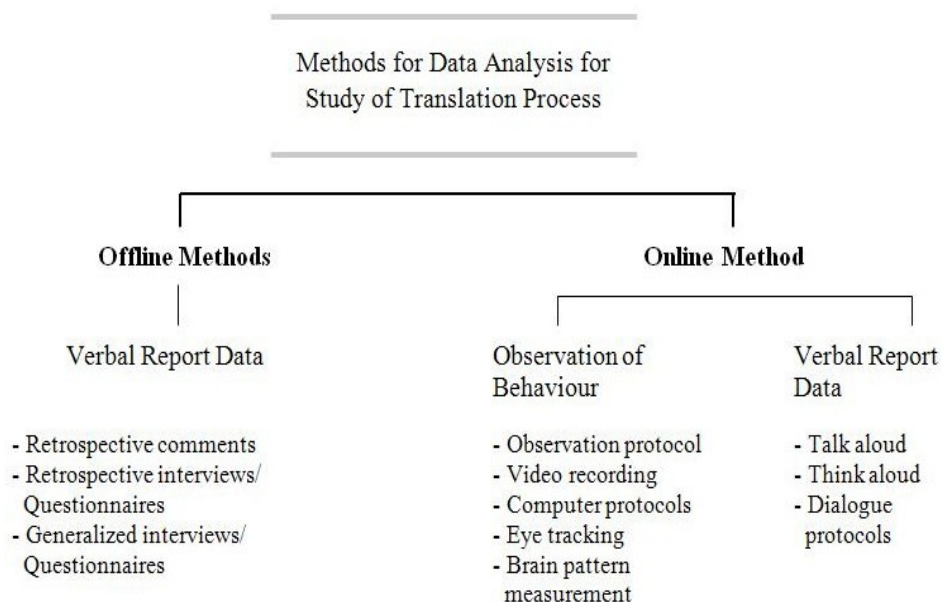 Methods for Data Analysis for
Study of Translation Process
Offline Methods
Verbal Report Data
- Retrospective comments
- Retrospective interviews/
Questionnaires
- Generalized interviews/
Questionnaires
Online Method
Observation of
Behaviour
- Observation protocol
- Video recording
- Computer protocols
- Eye tracking
- Brain pattern
measurement
Verbal Report
Data
- Talk aloud
- Think aloud
- Dialogue
protocols